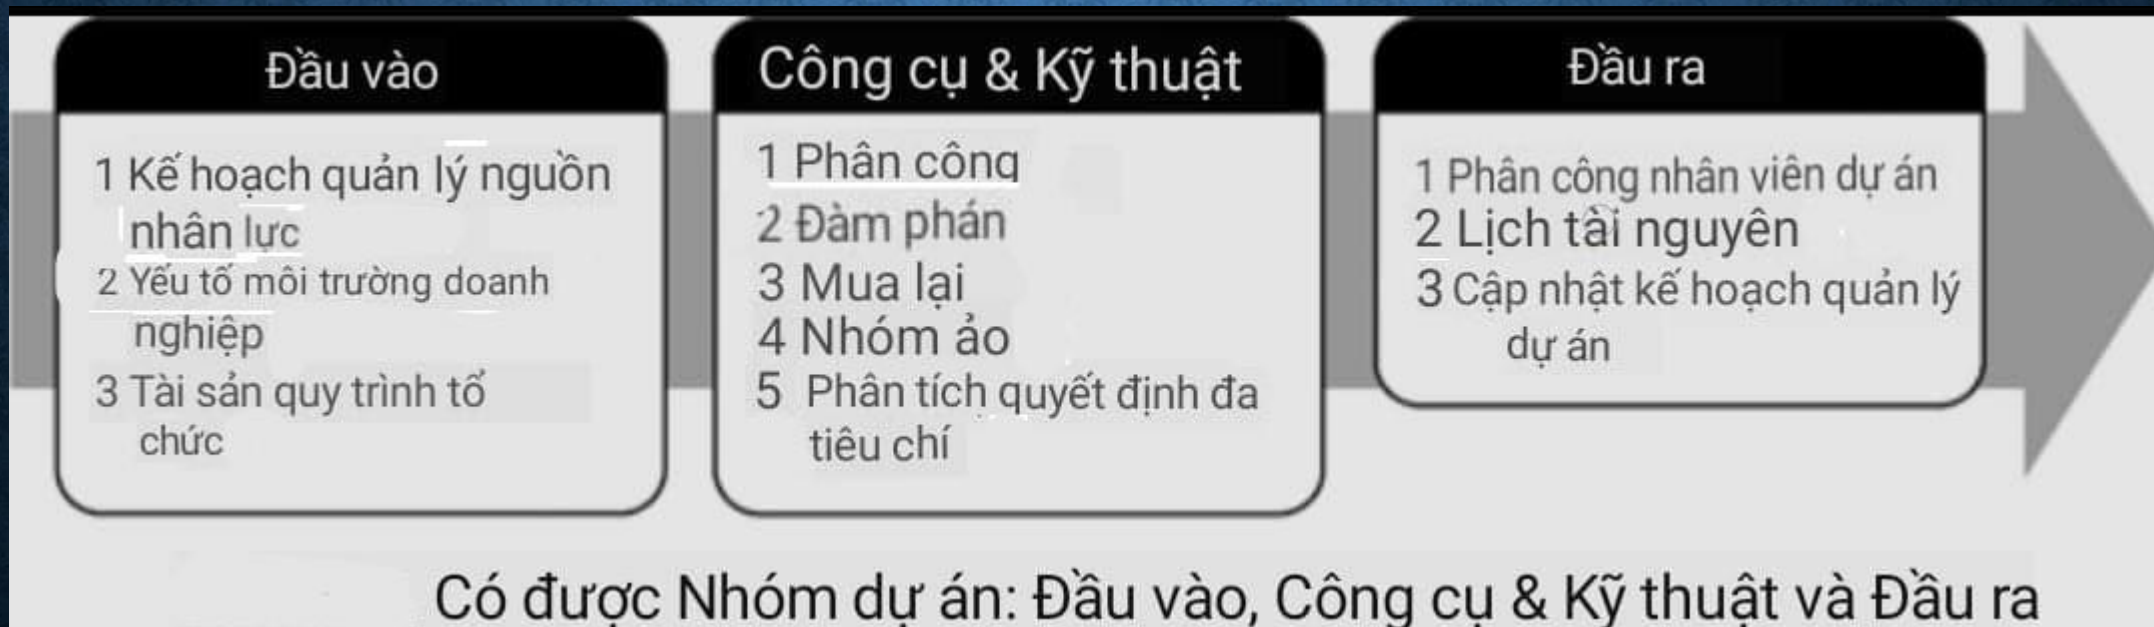 Đầu vào
1 Kế hoạch quản lý nguồn
nhân lực
2 Yếu tố môi trường doanh
nghiệp
3 Tài sản quy trình tổ
chức
Công cụ & Kỹ thuật
1 Phân công
2 Đàm phán
3 Mua lại
4 Nhóm ảo
5 Phân tích quyết định đa
tiêu chí
Đầu ra
1 Phân công nhân viên dự án
2 Lịch tài nguyên
3 Cập nhật kế hoạch quản lý
dự án
Có được Nhóm dự án: Đầu vào, Công cụ & Kỹ thuật và Đầu ra